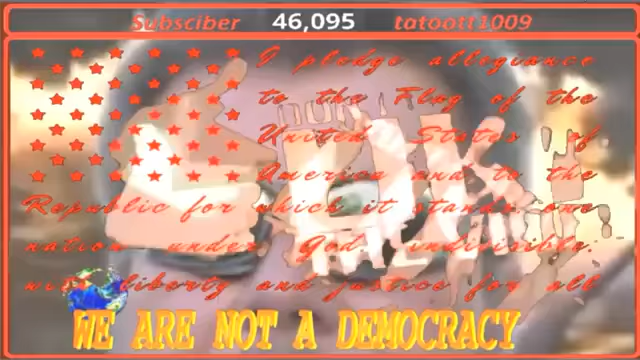 Subsciber 46,095 tatoott1009
I pledge allegiance
to the Flag of the
United States of
America and to the
Republic for which it stands one
nation under God indivisible.
with liberty and justice for all
WE ARE NOT A DEMOCRACY